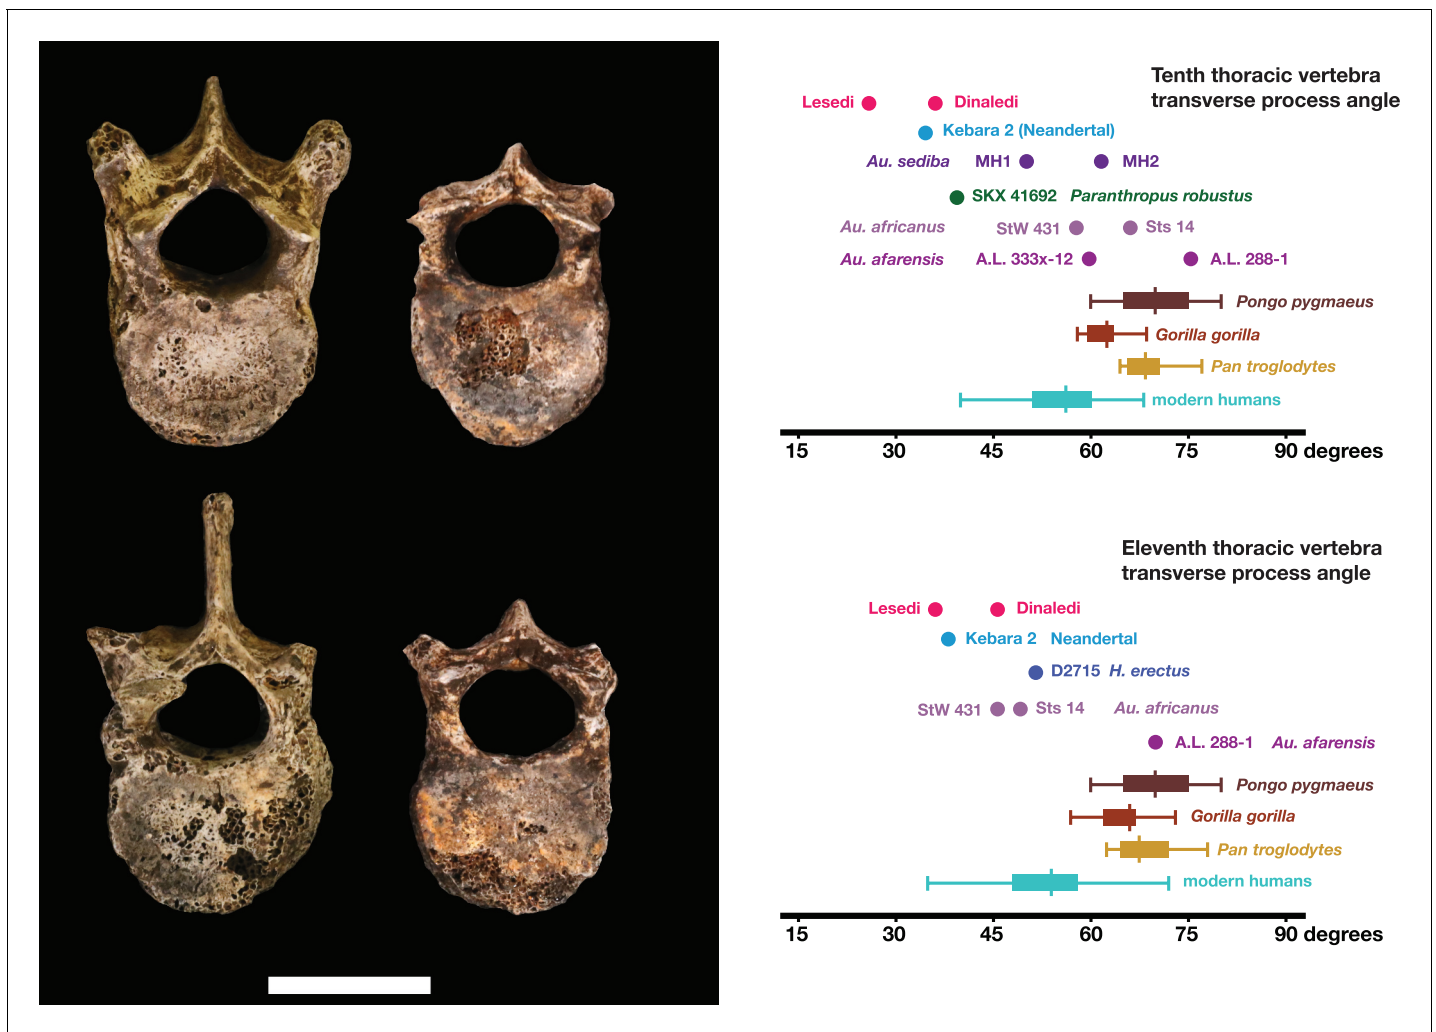 Tenth thoracic vertebra
transverse process angle
Lesedi Dinaledi
Kebara 2 (Neandertal)
Au. sediba MH1 MH2
SKX 41692 Paranthropus robustus
Au. africanus StW 431 Sts 14
Au. afarensis A.L. 333x-12 A.L. 288-1
Pongo pygmaeus
Gorilla gorilla
Pan troglodytes
modern humans
15 30 45 60 75 90 degrees
Eleventh thoracic vertebra
transverse process angle
Lesedi Dinaledi
Kebara 2 Neandertal
D2715 H. erectus
StW 431 Sts 14 Au. africanus
A.L. 288-1 Au. afarensis
Pongo pygmaeus
Gorilla gorilla
Pan troglodytes
modern humans
15 30 45 60 75 90 degrees